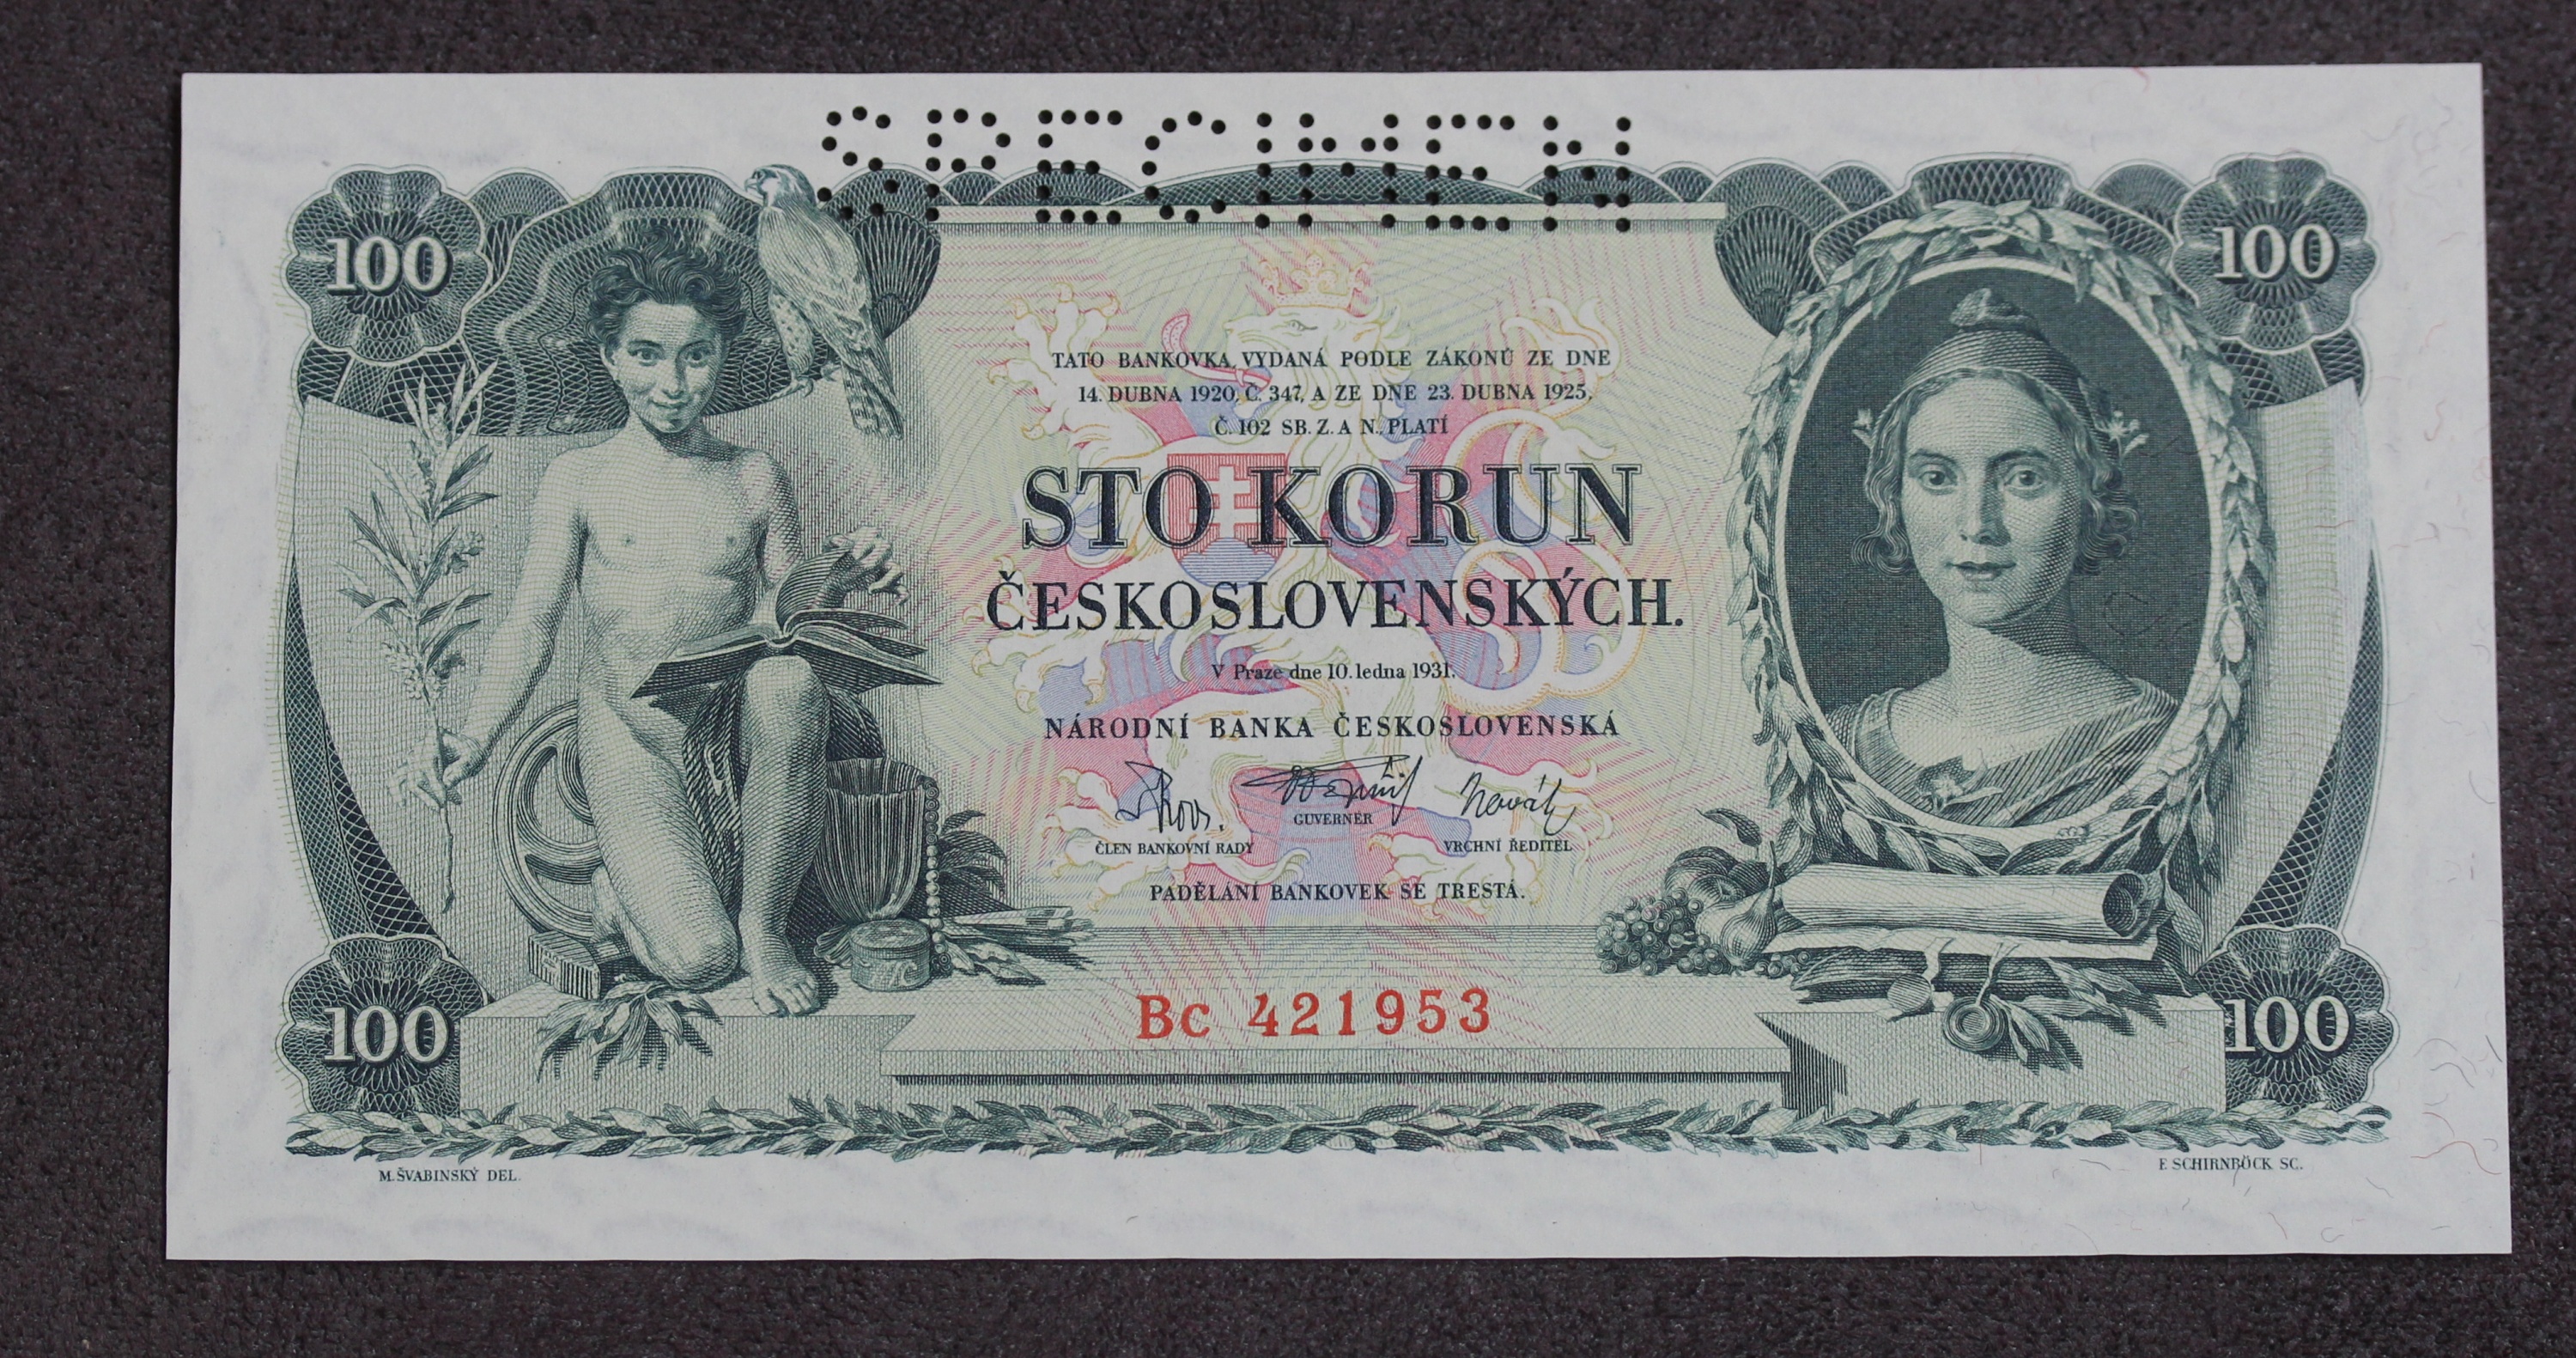 SPECIMEN
100
100
TATO BANKOVKA, VYDANÁ PODLE ZÁKONŮ ZE DNE
14. DUBNA 1920, Č. 347, A ZE DNE 23. DUBNA 1925,
Č. 102 SB. Z. A N., PLATÍ
STO KORUN
ČESKOSLOVENSKÝCH.
V Praze dne 10. ledna 1931.
NÁRODNÍ BANKA ČESKOSLOVENSKÁ
GUVERNÉR
ČLEN BANKOVNÍ RADY
VRCHNÍ ŘEDITEL
PADĚLÁNÍ BANKOVEK SE TRESTÁ.
Bc 421953
100
100
M. ŠVABINSKÝ DEL.
F. SCHIRNBÖCK SC.